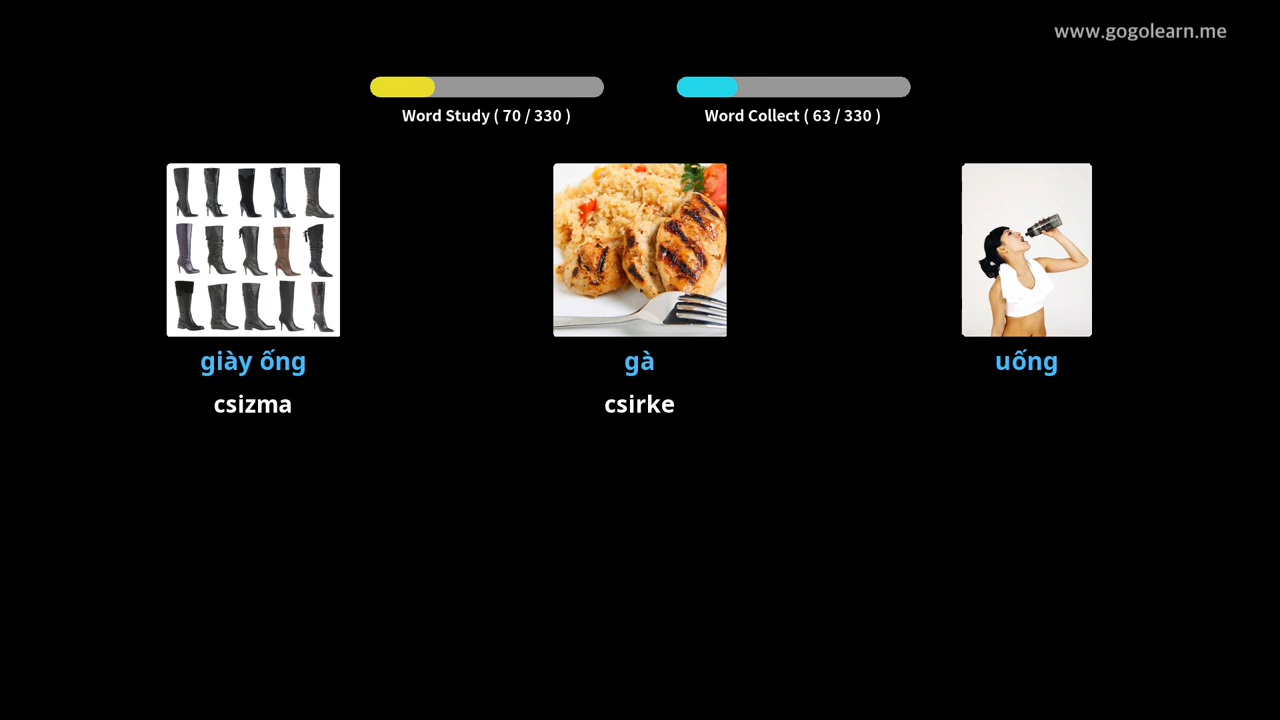 www.gogolearn.me
Word Study ( 70 / 330 )
Word Collect ( 63 / 330 )
giày ống
gà
uống
csizma
csirke